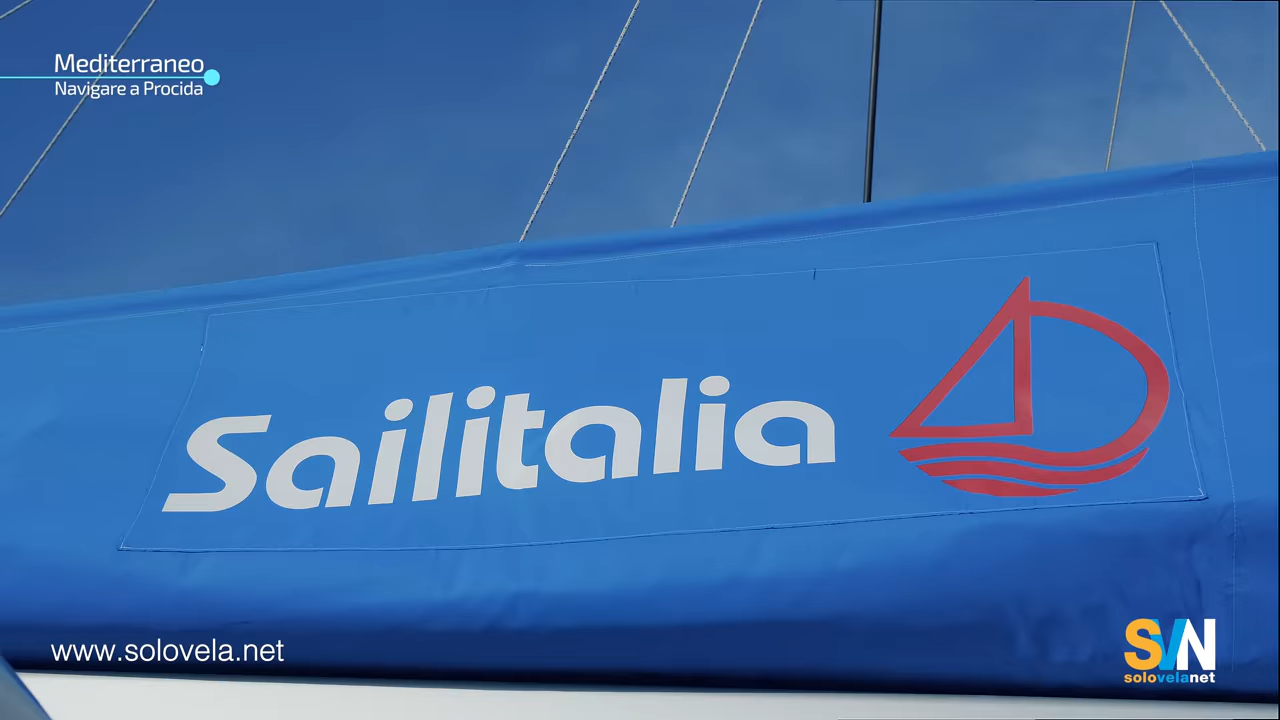 Mediterraneo
Navigare a Procida
Sailitalia
www.solovela.net
SVN
solovelanet